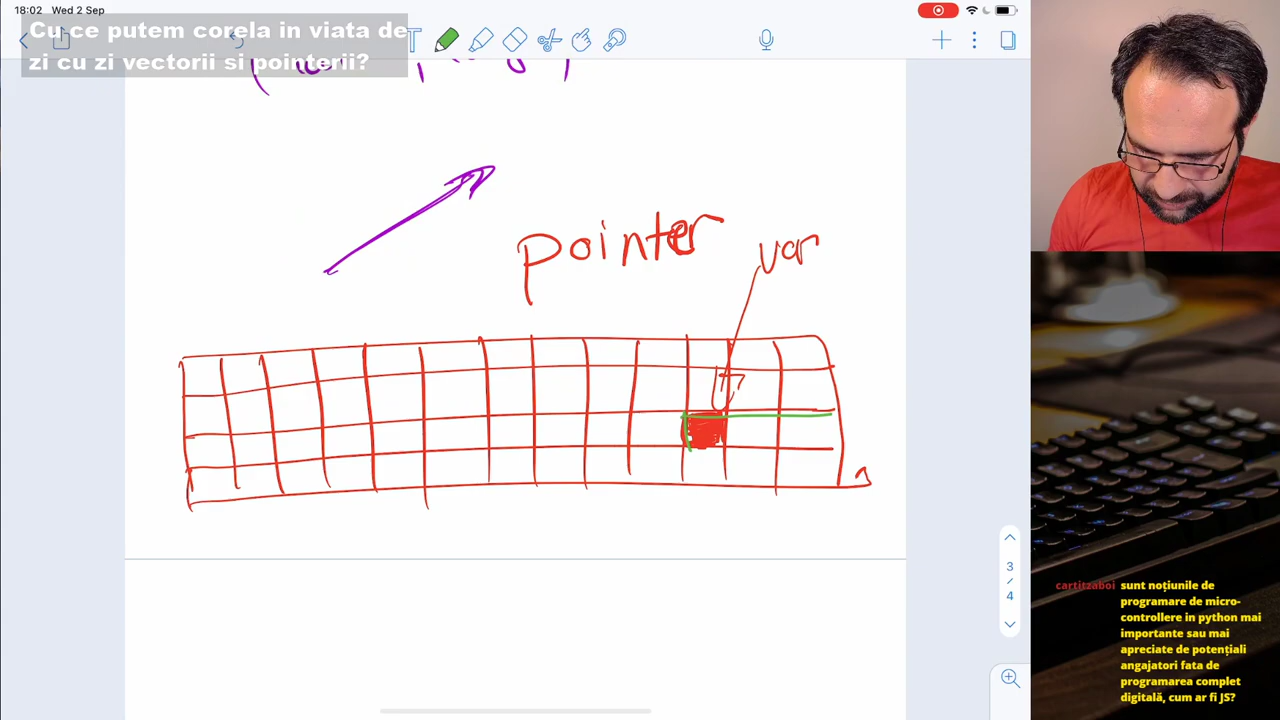 18:02 Wed 2 Sep
Cu ce putem corela in viata de
zi cu zi vectorii si pointerii?
T
pointer
var
3
/
4
cartitzaboi sunt noțiunile de
programare de micro-
controllere in python mai
importante sau mai
apreciate de potențiali
angajatori fata de
programarea complet
digitală, cum ar fi JS?